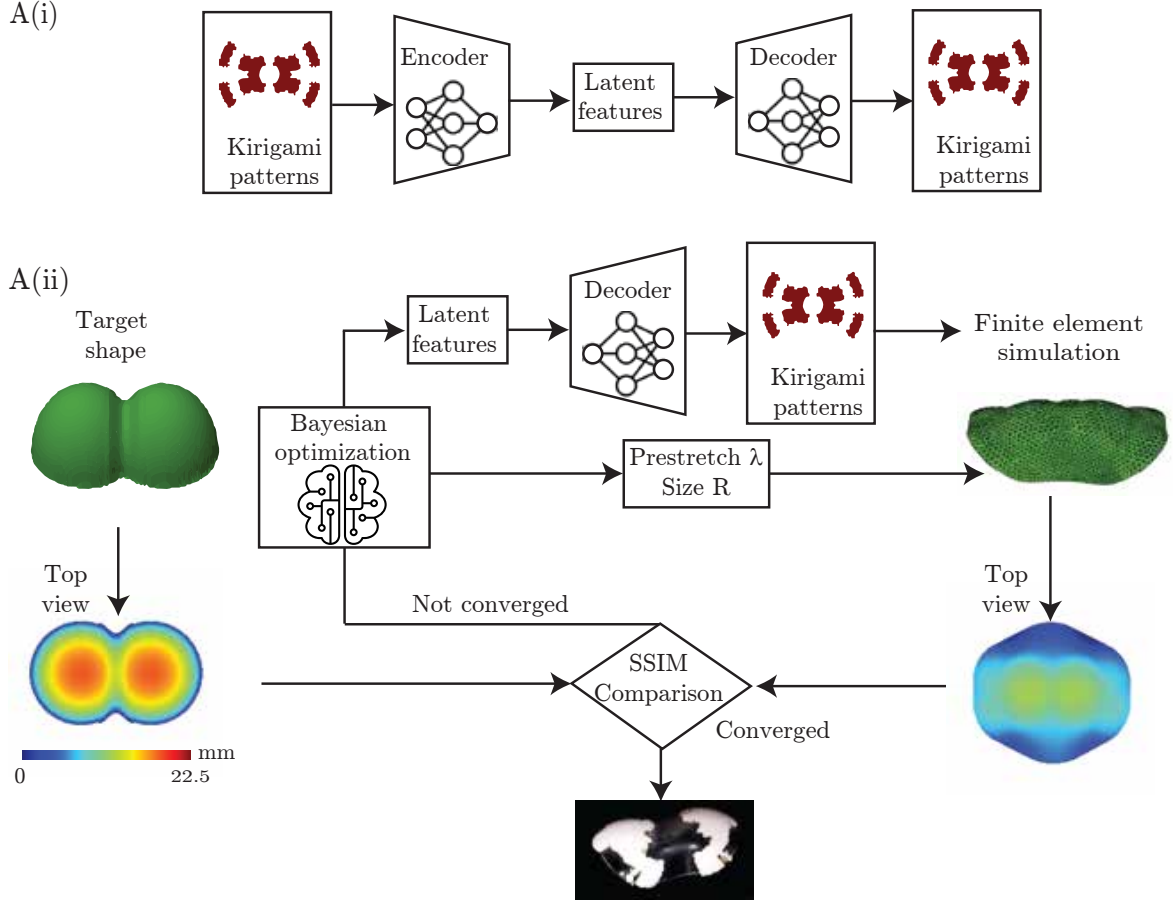 A(i)
Encoder
Decoder
Latent
features
Kirigami
patterns
Kirigami
patterns
A(ii)
Target
shape
Latent
features
Decoder
Kirigami
patterns
Finite element
simulation
Bayesian
optimization
Prestretch λ
Size R
Top
view
Not converged
Top
view
SSIM
Comparison
Converged
mm
0
22.5